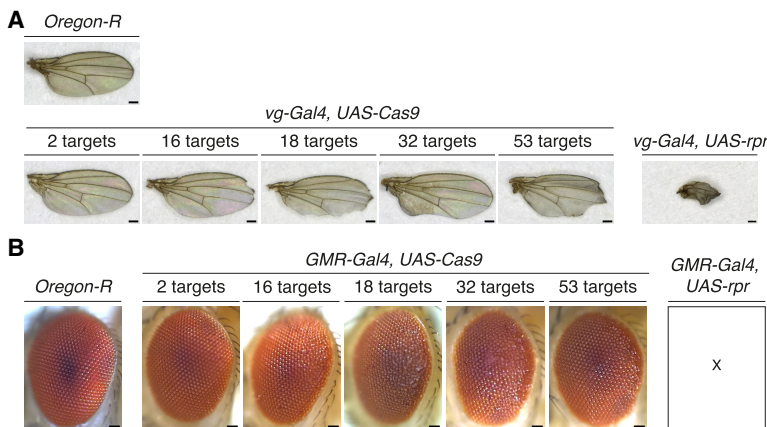 A
Oregon-R
vg-Gal4, UAS-Cas9
2 targets 16 targets 18 targets 32 targets 53 targets vg-Gal4, UAS-rpr
B
GMR-Gal4, UAS-Cas9
GMR-Gal4,
UAS-rpr
Oregon-R 2 targets 16 targets 18 targets 32 targets 53 targets
X